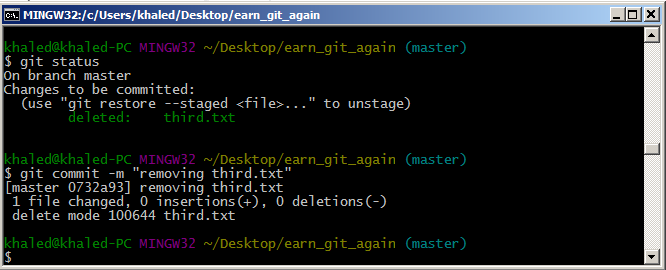 MINGW32:/c/Users/khaled/Desktop/earn_git_again
khaled@khaled-PC MINGW32 ~/Desktop/earn_git_again (master)
$ git status
On branch master
Changes to be committed:
  (use "git restore --staged <file>..." to unstage)
        deleted:    third.txt
khaled@khaled-PC MINGW32 ~/Desktop/earn_git_again (master)
$ git commit -m "removing third.txt"
[master 0732a93] removing third.txt
 1 file changed, 0 insertions(+), 0 deletions(-)
 delete mode 100644 third.txt
khaled@khaled-PC MINGW32 ~/Desktop/earn_git_again (master)
$